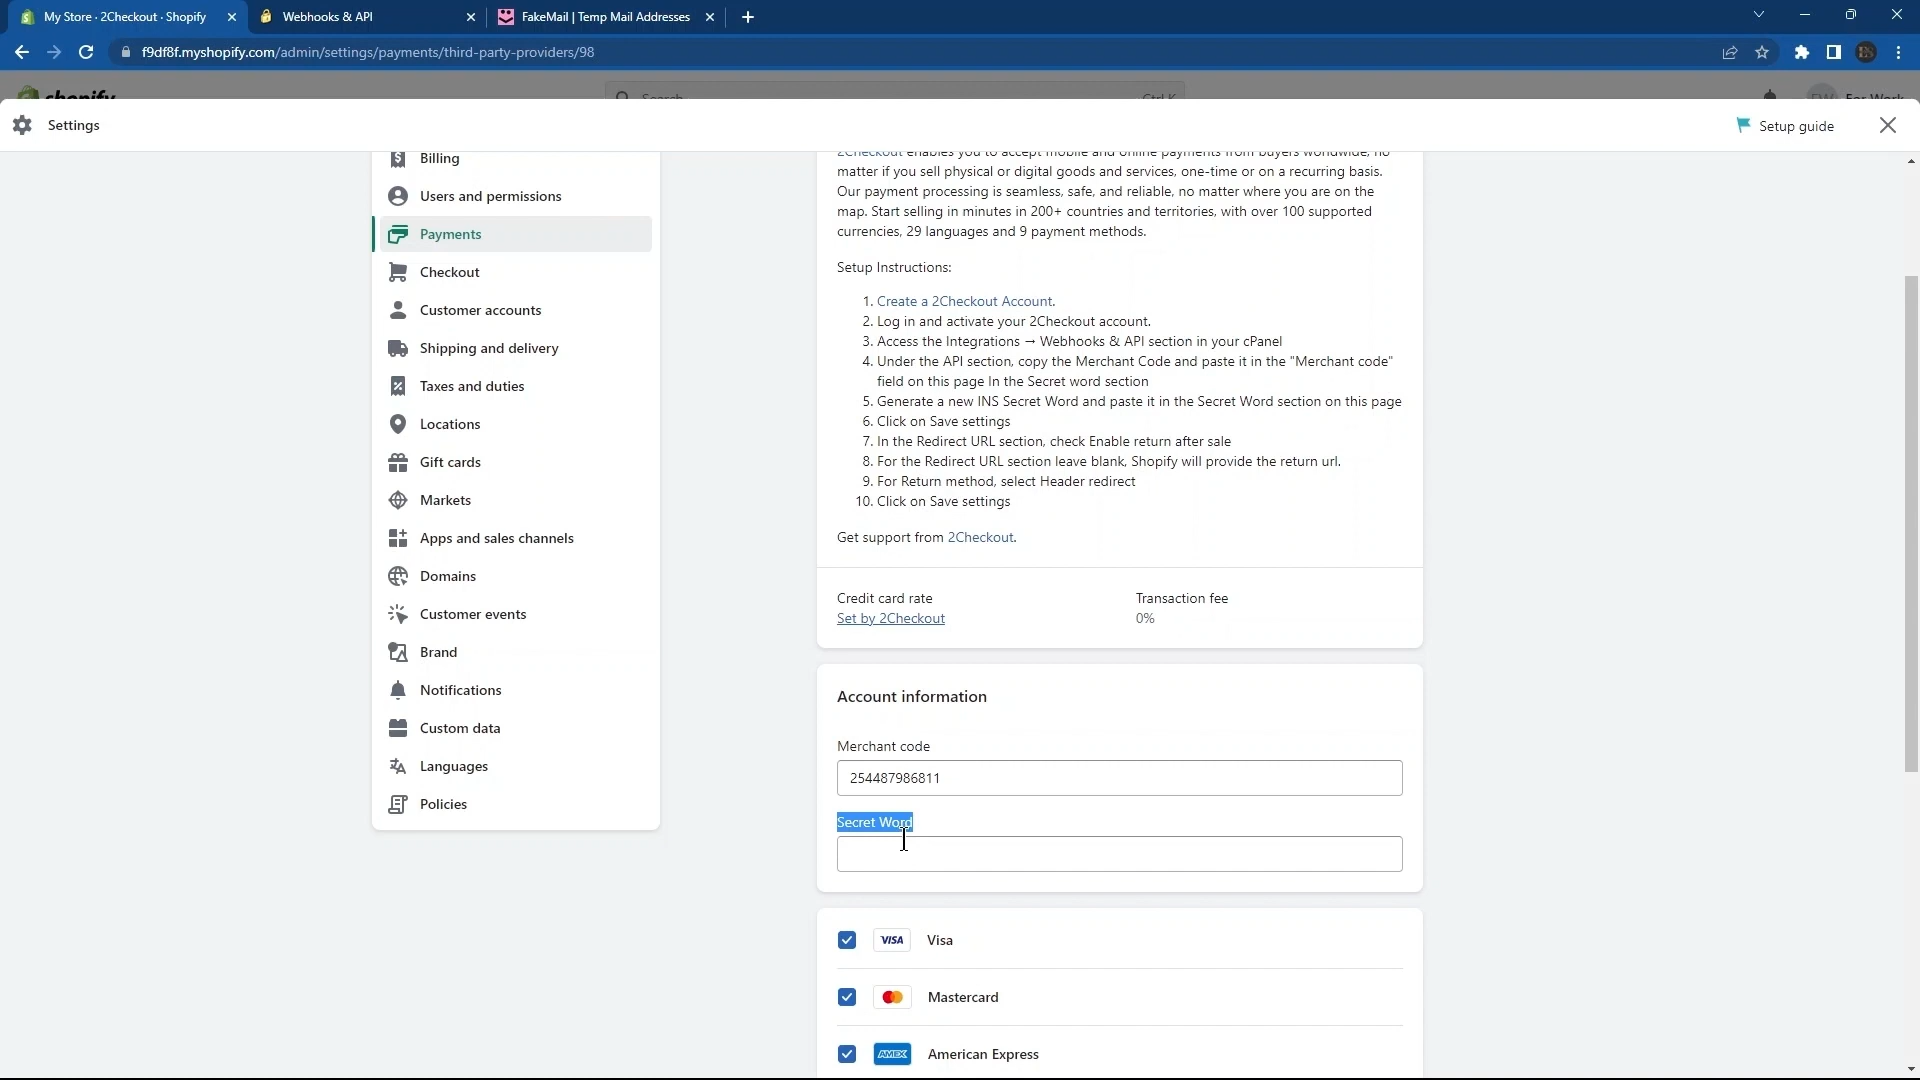 My Store · 2Checkout · Shopify
Webhooks & API
FakeMail | Temp Mail Addresses
f9df8f.myshopify.com/admin/settings/payments/third-party-providers/98
shopify
Search
Ctrl K
For Work
Settings
Setup guide
Billing
Users and permissions
Payments
Checkout
Customer accounts
Shipping and delivery
Taxes and duties
Locations
Gift cards
Markets
Apps and sales channels
Domains
Customer events
Brand
Notifications
Custom data
Languages
Policies
2Checkout enables you to accept mobile and online payments from buyers worldwide, no
matter if you sell physical or digital goods and services, one-time or on a recurring basis.
Our payment processing is seamless, safe, and reliable, no matter where you are on the
map. Start selling in minutes in 200+ countries and territories, with over 100 supported
currencies, 29 languages and 9 payment methods.
Setup Instructions:
1. Create a 2Checkout Account.
2. Log in and activate your 2Checkout account.
3. Access the Integrations → Webhooks & API section in your cPanel
4. Under the API section, copy the Merchant Code and paste it in the "Merchant code"
field on this page In the Secret word section
5. Generate a new INS Secret Word and paste it in the Secret Word section on this page
6. Click on Save settings
7. In the Redirect URL section, check Enable return after sale
8. For the Redirect URL section leave blank, Shopify will provide the return url.
9. For Return method, select Header redirect
10. Click on Save settings
Get support from 2Checkout.
Credit card rate
Set by 2Checkout
Transaction fee
0%
Account information
Merchant code
254487986811
Secret Word
VISA Visa
Mastercard
AMEX American Express